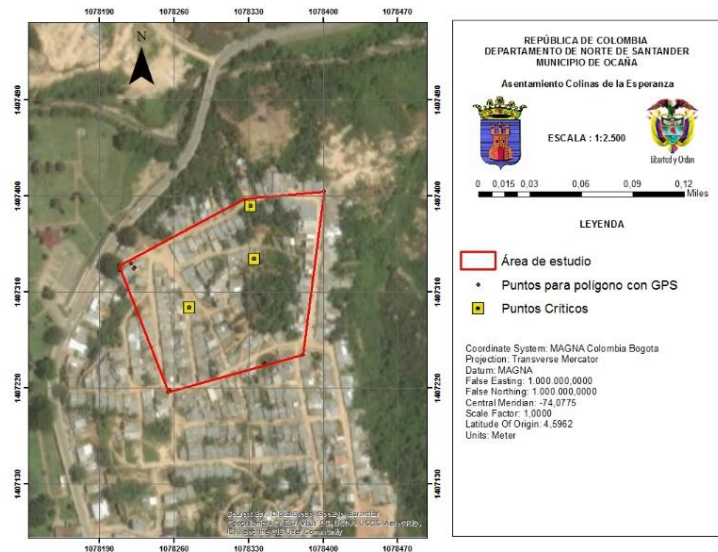 1078190 1078260 1078330 1078400 1078470
N
1407490 1407490
1407400 1407400
1407310 1407310
1407220 1407220
1407130 1407130
1078190 1078260 1078330 1078400 1078470
REPÚBLICA DE COLOMBIA
DEPARTAMENTO DE NORTE DE SANTANDER
MUNICIPIO DE OCAÑA
Asentamiento Colinas de la Esperanza
ESCALA : 1:2.500
Libertad y Orden
0 0,015 0,03 0,06 0,09 0,12
Miles
LEYENDA
Área de estudio
Puntos para polígono con GPS
Puntos Críticos
Coordinate System: MAGNA Colombia Bogota
Projection: Transverse Mercator
Datum: MAGNA
False Easting: 1.000.000,0000
False Northing: 1.000.000,0000
Central Meridian: -74,0775
Scale Factor: 1,0000
Latitude Of Origin: 4,5962
Units: Meter